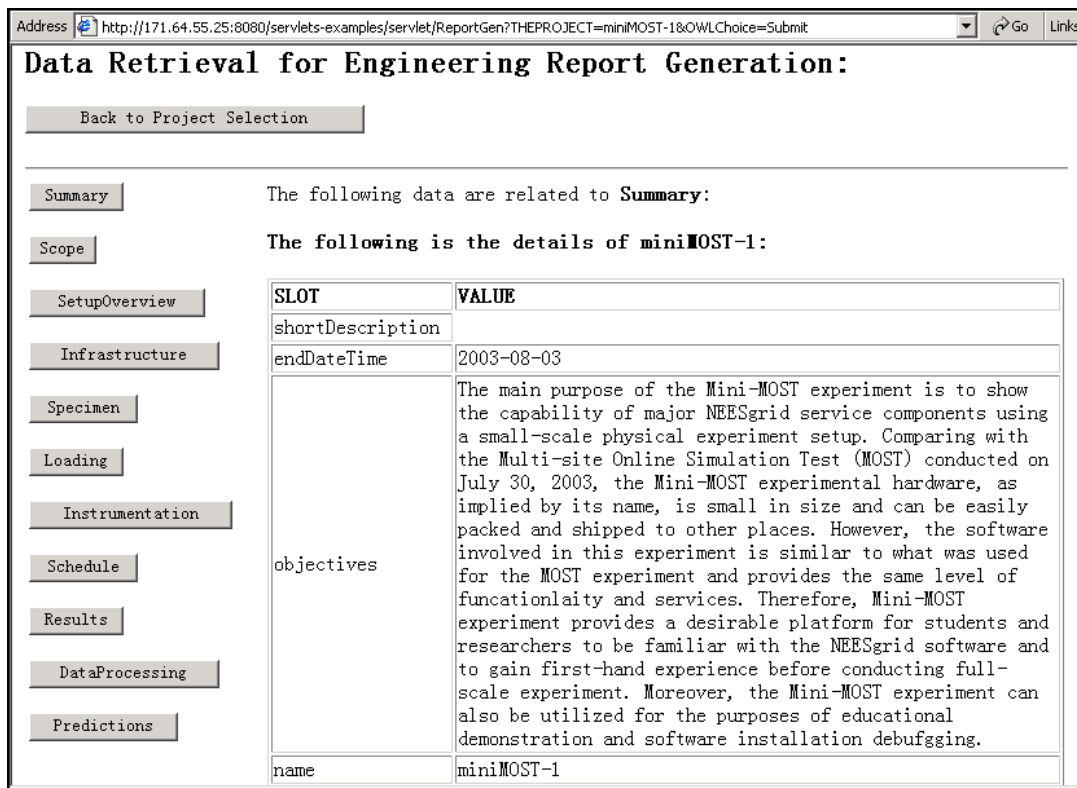 Address http://171.64.55.25:8080/servlets-examples/servlet/ReportGen?THEPROJECT=miniMOST-1&OWLChoice=Submit Go Links
Data Retrieval for Engineering Report Generation:
Back to Project Selection
Summary
Scope
SetupOverview
Infrastructure
Specimen
Loading
Instrumentation
Schedule
Results
DataProcessing
Predictions
The following data are related to Summary:
The following is the details of miniMOST-1:
SLOT VALUE
shortDescription
endDateTime 2003-08-03
objectives
The main purpose of the Mini-MOST experiment is to show
the capability of major NEESgrid service components using
a small-scale physical experiment setup. Comparing with
the Multi-site Online Simulation Test (MOST) conducted on
July 30, 2003, the Mini-MOST experimental hardware, as
implied by its name, is small in size and can be easily
packed and shipped to other places. However, the software
involved in this experiment is similar to what was used
for the MOST experiment and provides the same level of
funcationlaity and services. Therefore, Mini-MOST
experiment provides a desirable platform for students and
researchers to be familiar with the NEESgrid software and
to gain first-hand experience before conducting full-
scale experiment. Moreover, the Mini-MOST experiment can
also be utilized for the purposes of educational
demonstration and software installation debufgging.
name miniMOST-1